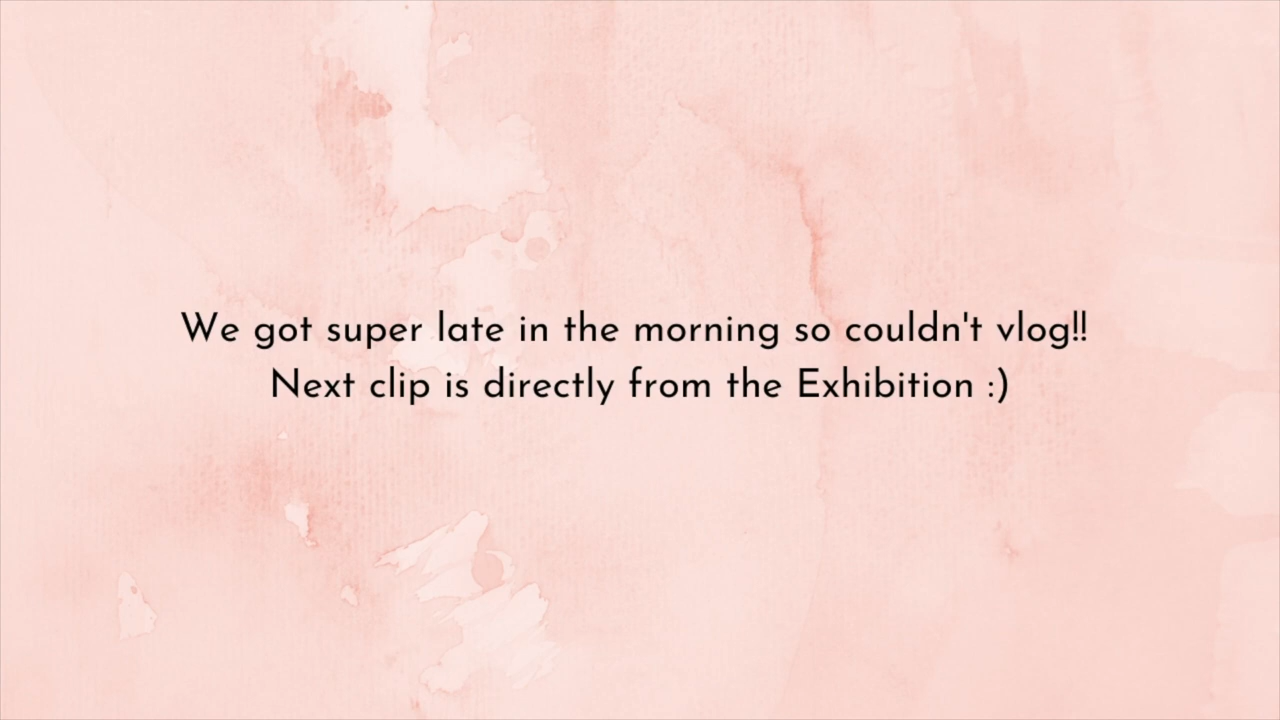 We got super late in the morning so couldn't vlog!!
Next clip is directly from the Exhibition :)